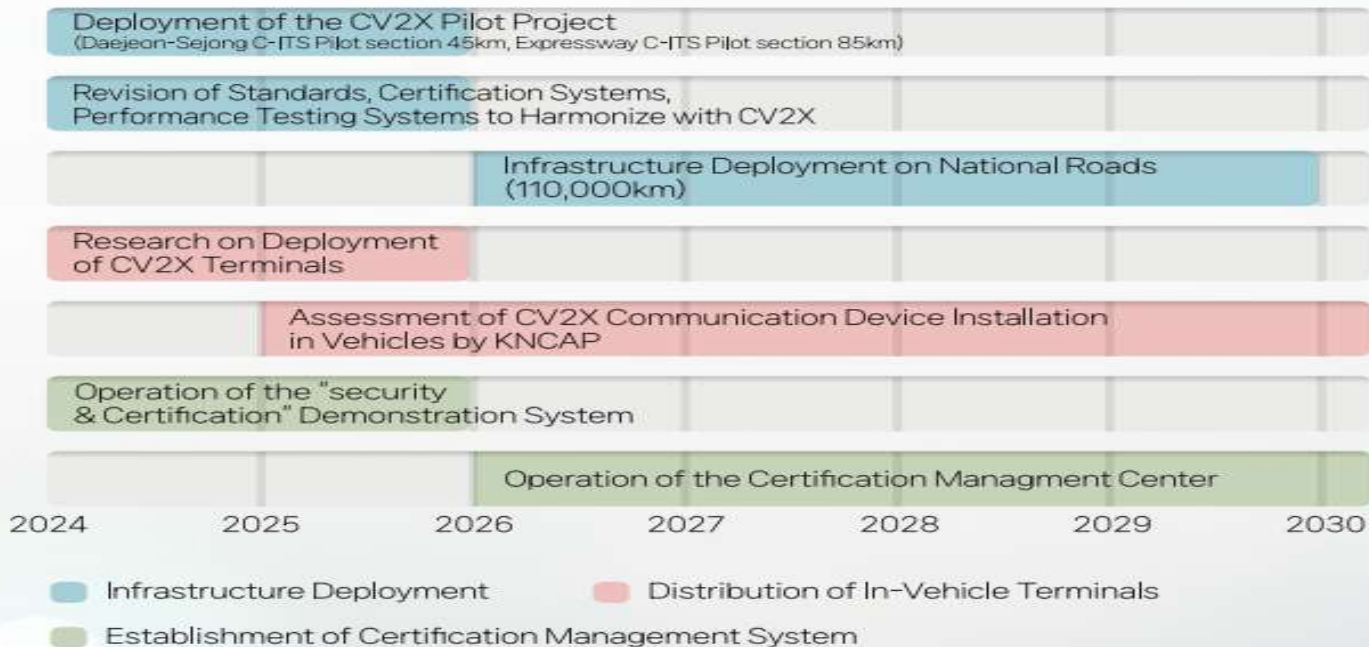 Deployment of the CV2X Pilot Project
(Daejeon-Sejong C-ITS Pilot section 45km, Expressway C-ITS Pilot section 85km)
Revision of Standards, Certification Systems,
Performance Testing Systems to Harmonize with CV2X
Infrastructure Deployment on National Roads
(110,000km)
Research on Deployment
of CV2X Terminals
Assessment of CV2X Communication Device Installation
in Vehicles by KNCAP
Operation of the "security
& Certification" Demonstration System
Operation of the Certification Managment Center
2024 2025 2026 2027 2028 2029 2030
Infrastructure Deployment Distribution of In-Vehicle Terminals
Establishment of Certification Management System